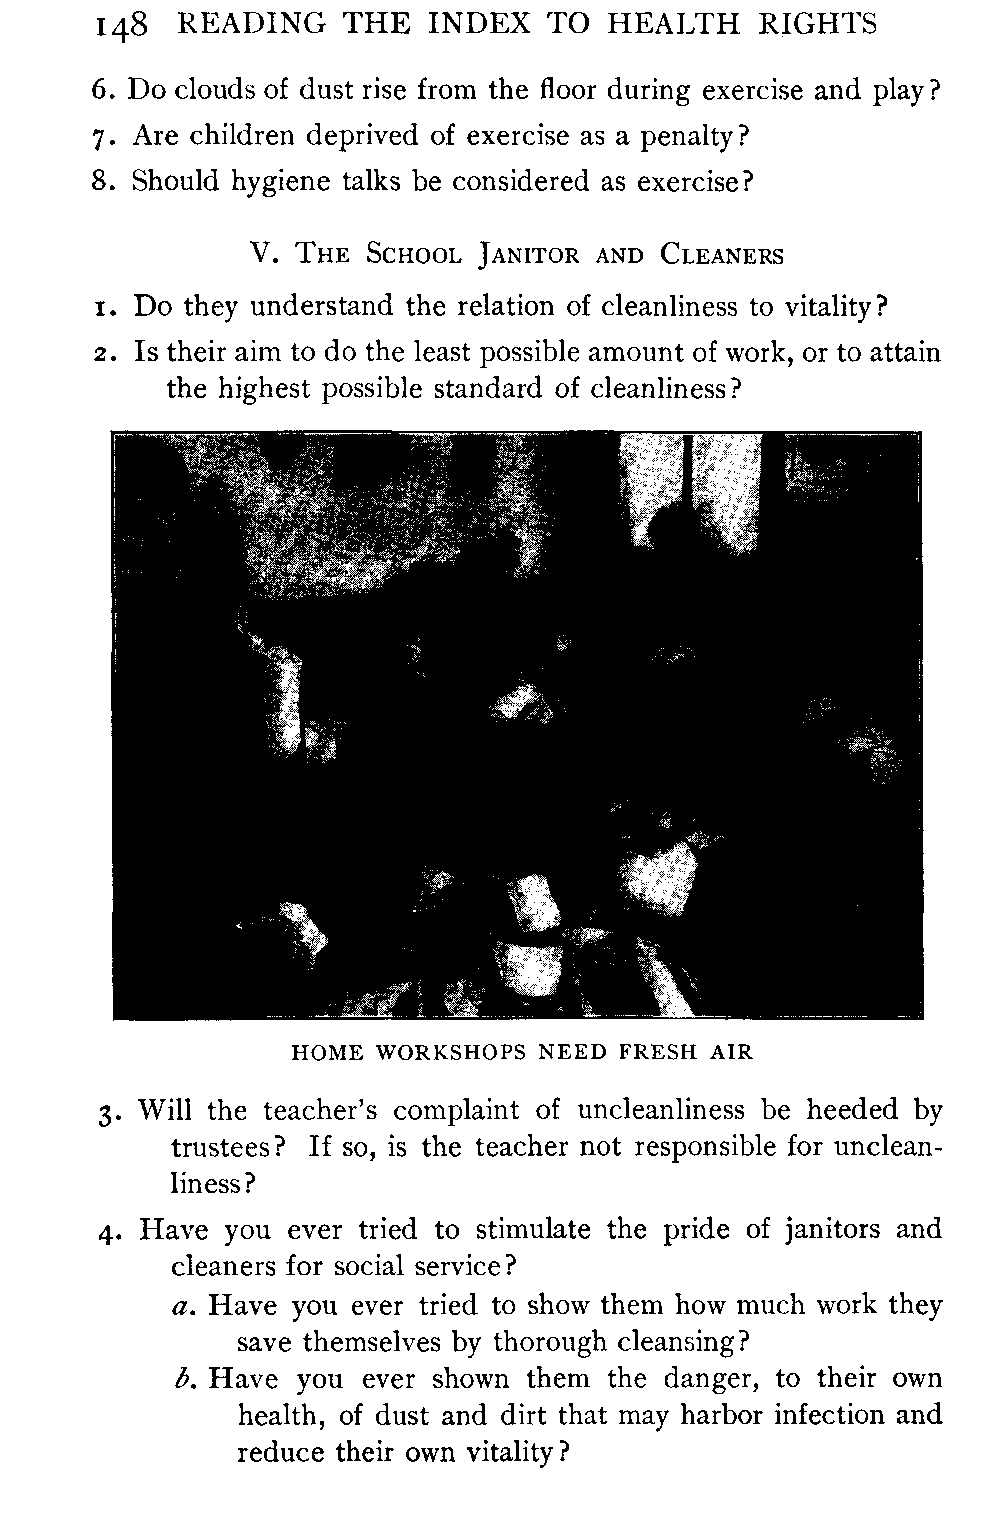 148 READING THE INDEX TO HEALTH RIGHTS
6. Do clouds of dust rise from the floor during exercise and play?
7. Are children deprived of exercise as a penalty?
8. Should hygiene talks be considered as exercise?
V. The School Janitor and Cleaners
1. Do they understand the relation of cleanliness to vitality?
2. Is their aim to do the least possible amount of work, or to attain
the highest possible standard of cleanliness?
HOME WORKSHOPS NEED FRESH AIR
3. Will the teacher's complaint of uncleanliness be heeded by
trustees? If so, is the teacher not responsible for unclean-
liness?
4. Have you ever tried to stimulate the pride of janitors and
cleaners for social service?
a. Have you ever tried to show them how much work they
save themselves by thorough cleansing?
b. Have you ever shown them the danger, to their own
health, of dust and dirt that may harbor infection and
reduce their own vitality?